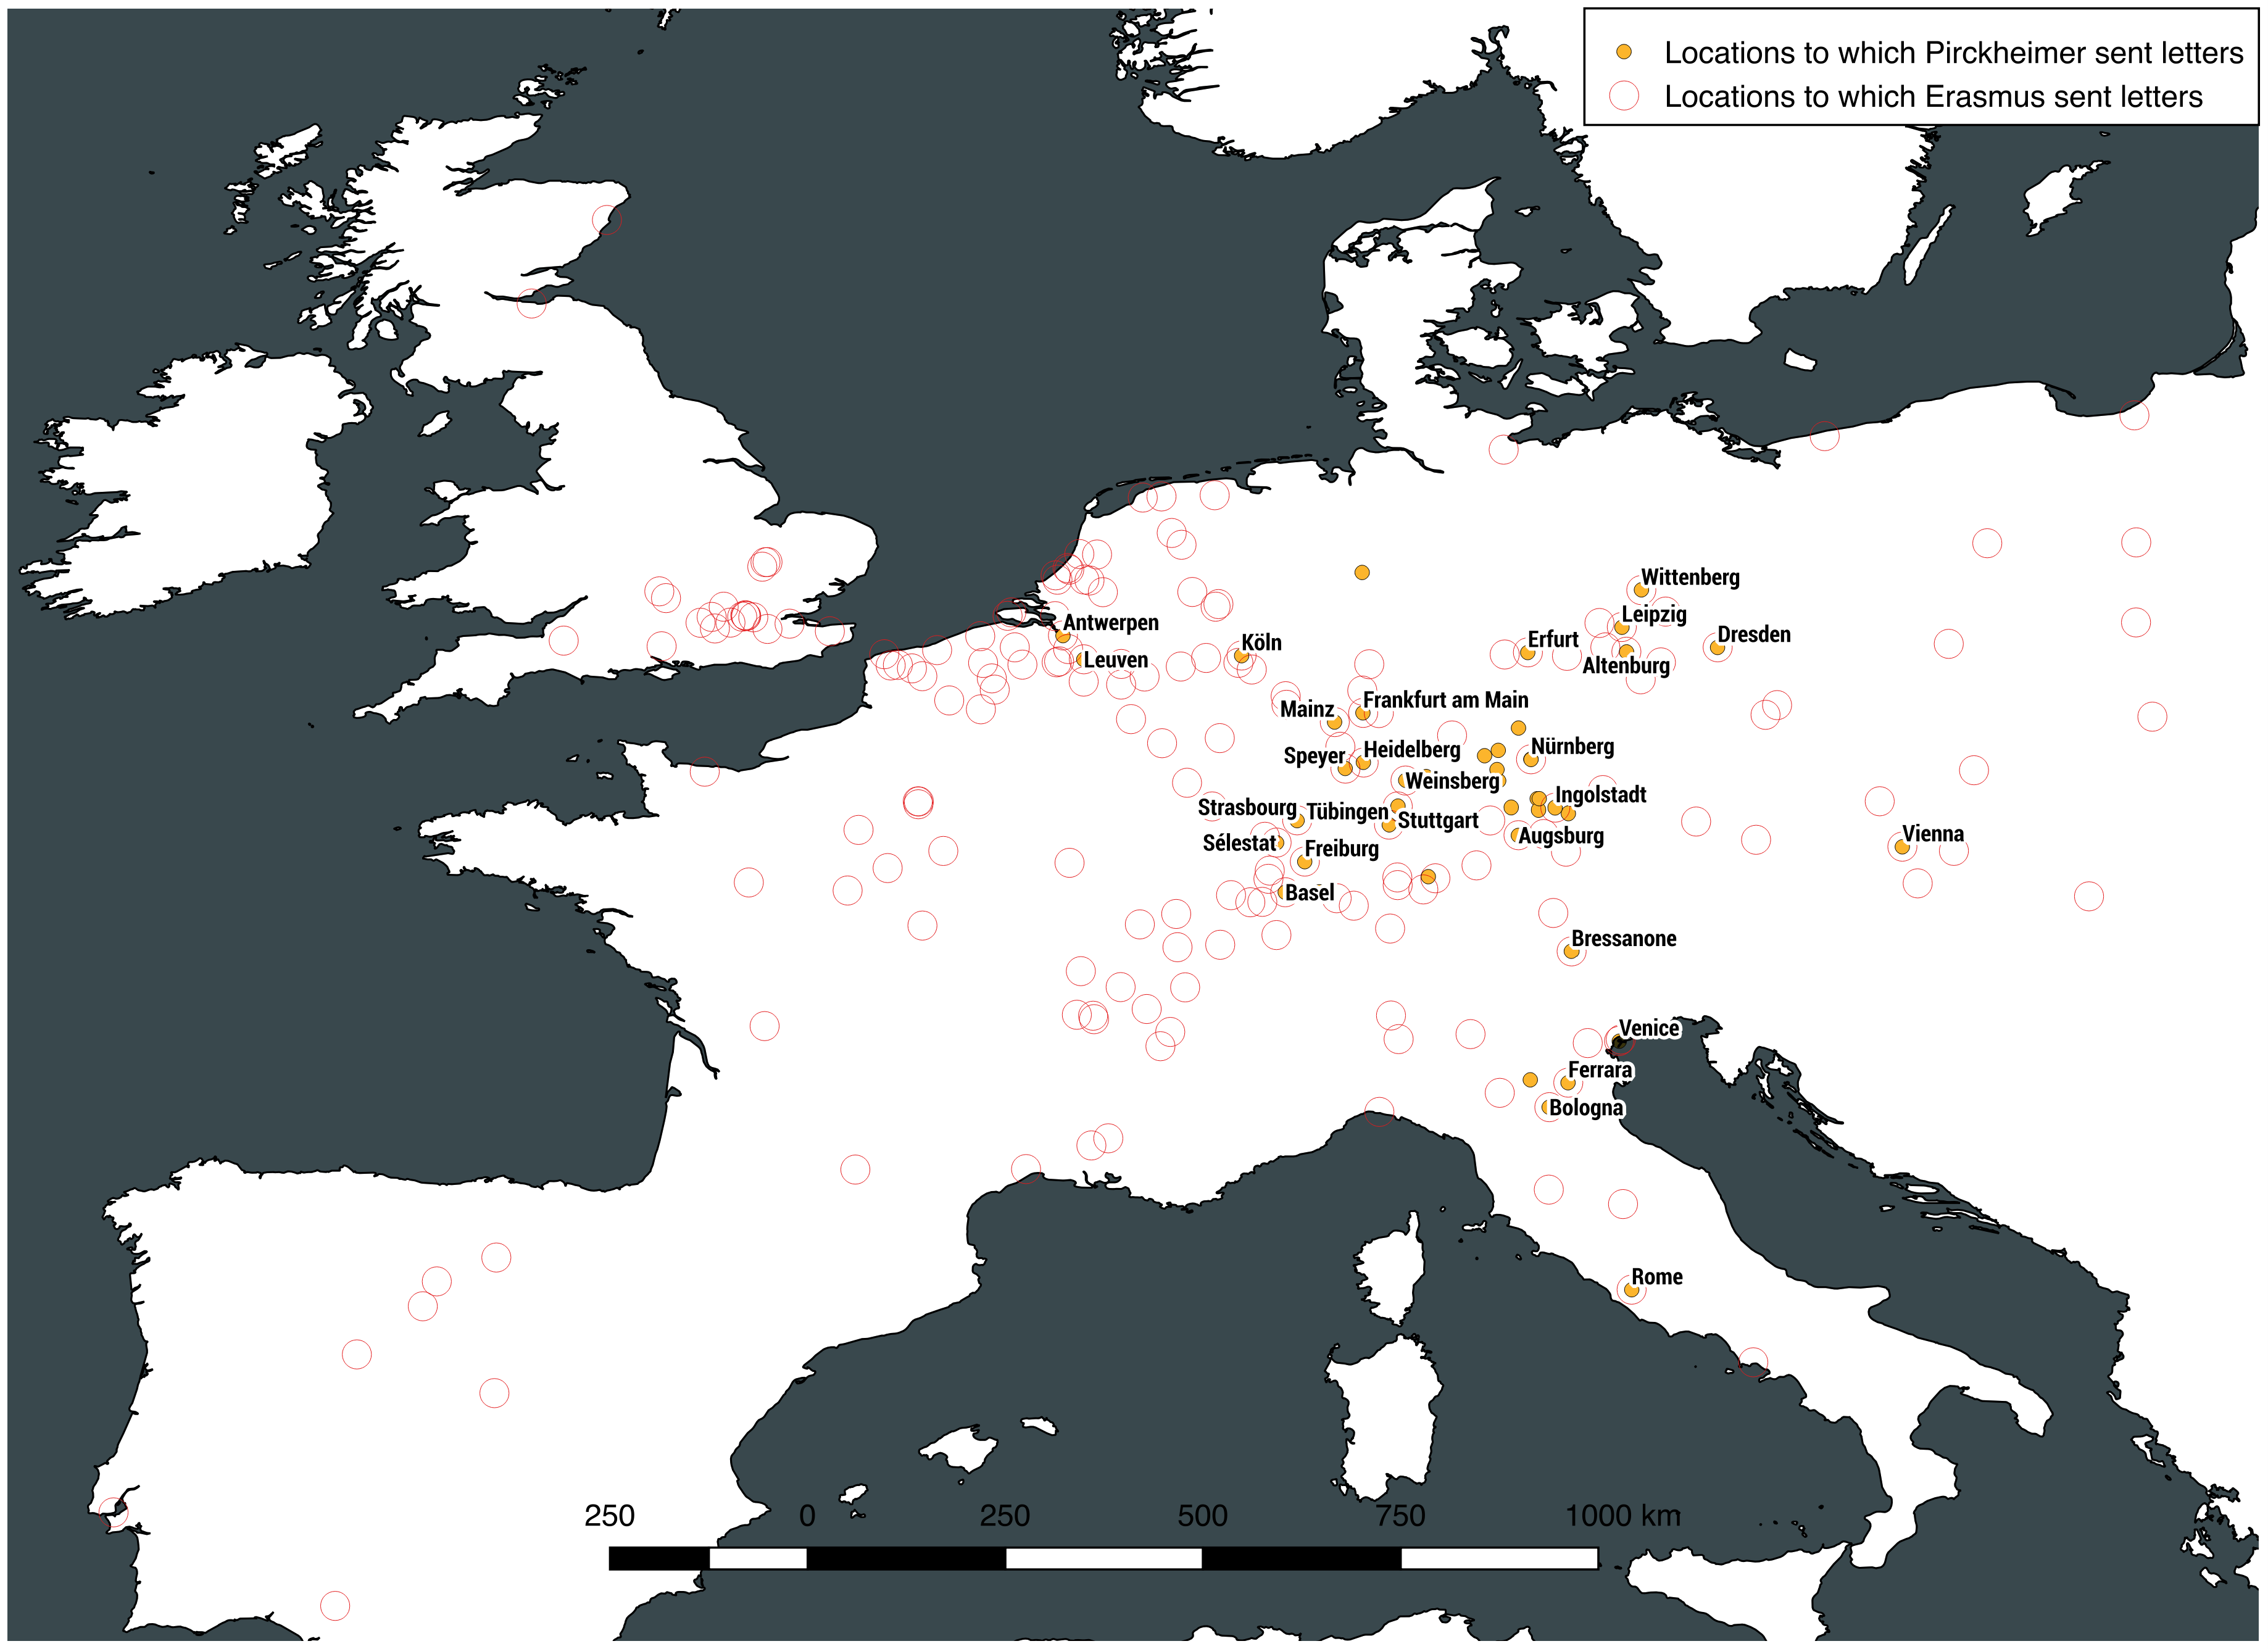 Locations to which Pirckheimer sent letters
Locations to which Erasmus sent letters
Wittenberg
Leipzig
Antwerpen
Dresden
Erfurt
Köln
Leuven
Altenburg
Frankfurt am Main
Mainz
Nürnberg
Heidelberg
Speyer
Weinsberg
Ingolstadt
Strasbourg
Tübingen
Stuttgart
Vienna
Augsburg
Sélestat
Freiburg
Basel
Bressanone
Venice
Ferrara
Bologna
Rome
250 0 250 500 750 1000 km